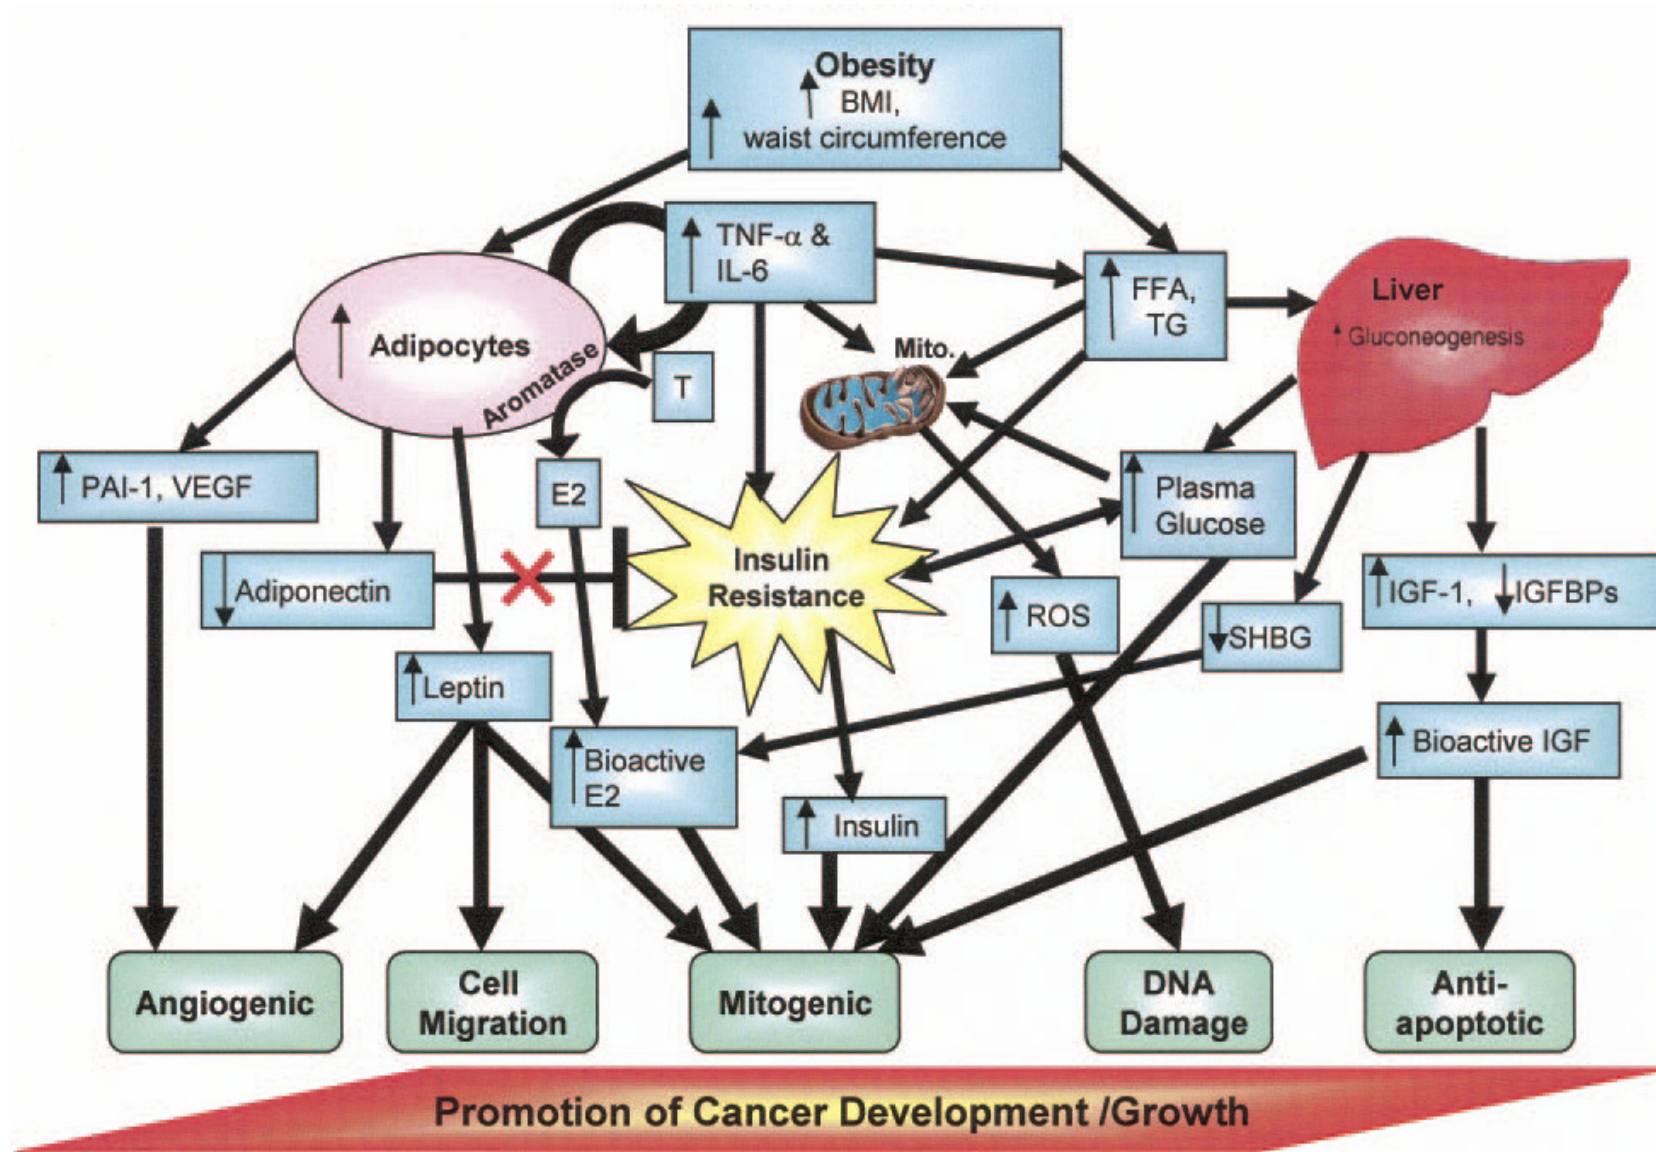 Obesity
↑ BMI,
↑ waist circumference
↑ TNF-α &
IL-6
↑ FFA,
TG
Liver
↑ Gluconeogenesis
↑ Adipocytes
Aromatase
T
Mito.
↑ PAI-1, VEGF
E2
↑ Plasma
Glucose
Insulin
Resistance
↓ Adiponectin
↑ IGF-1, ↓ IGFBPs
↑ ROS
↓ SHBG
↑ Leptin
↑ Bioactive
E2
↑ Bioactive IGF
↑ Insulin
Angiogenic
Cell
Migration
Mitogenic
DNA
Damage
Anti-
apoptotic
Promotion of Cancer Development /Growth